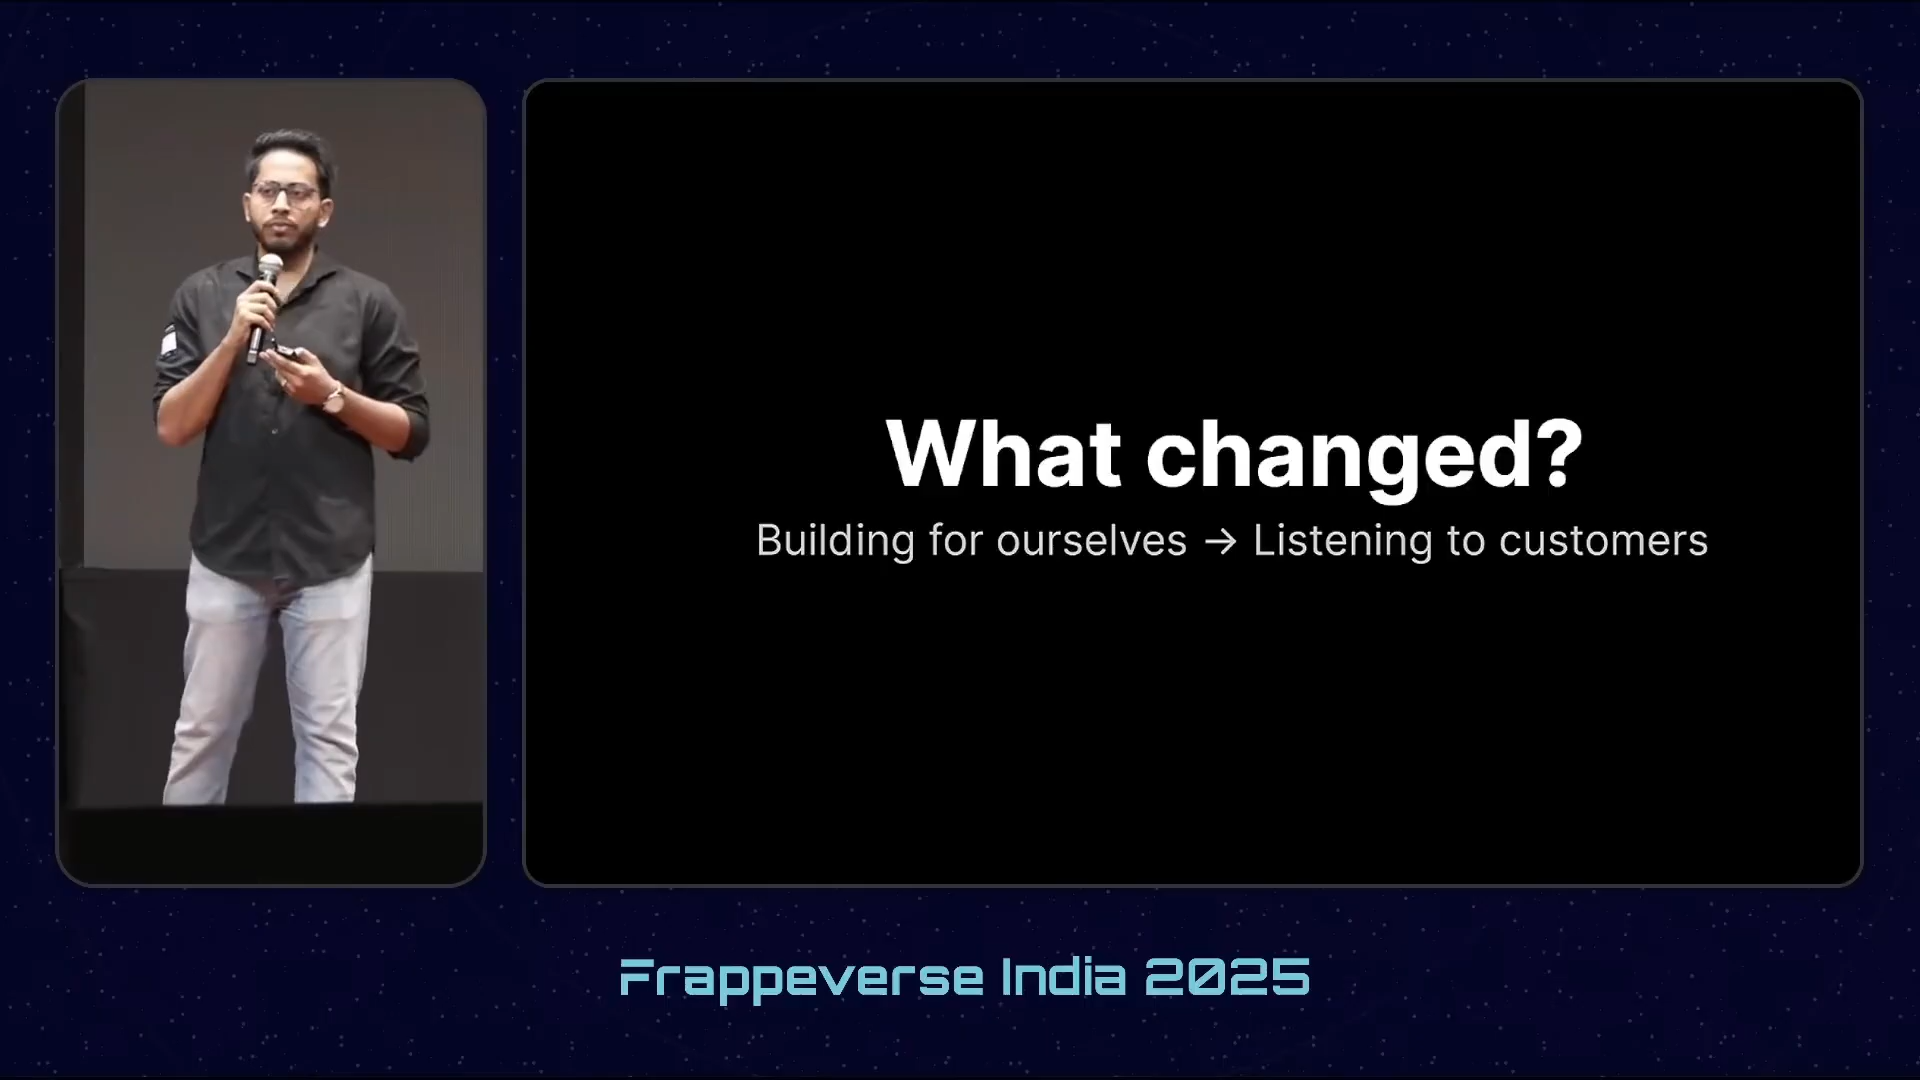 What changed?
Building for ourselves → Listening to customers
Frappeverse India 2025